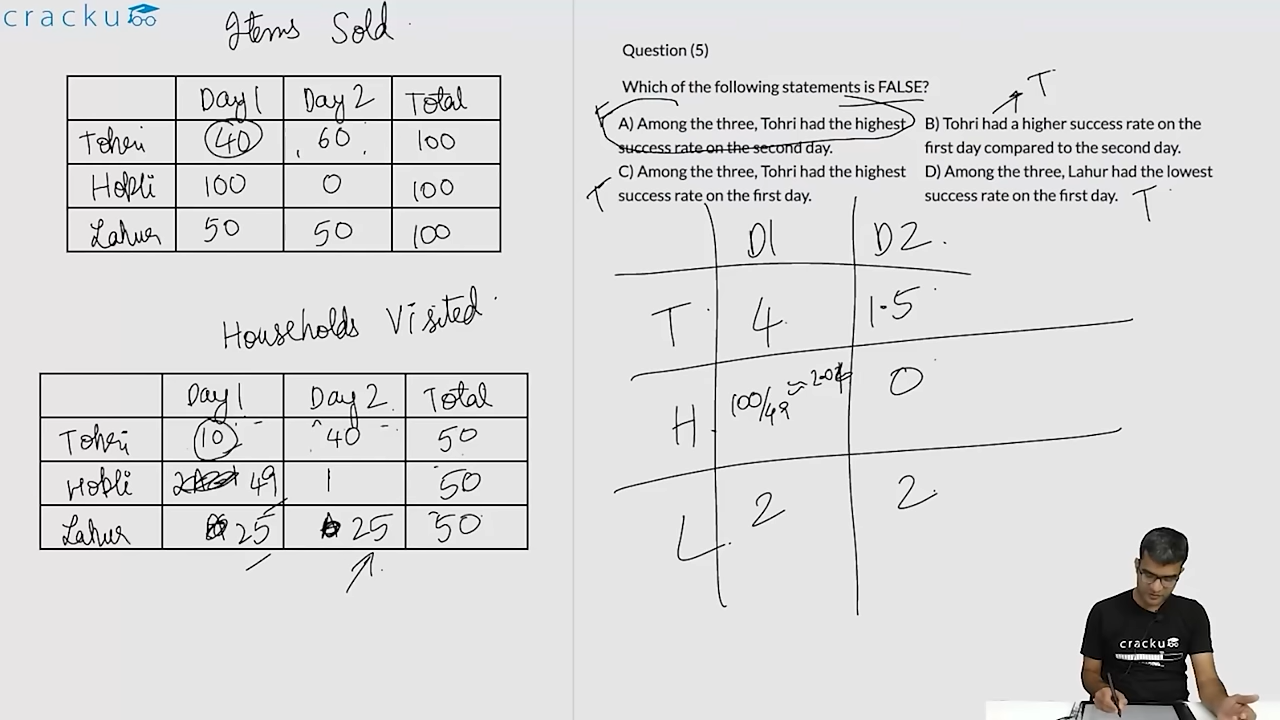 cracku
Items Sold
Day 1 Day 2 Total
Tohri 40 60 100
Hokli 100 0 100
Lahur 50 50 100
Households Visited
Day 1 Day 2 Total
Tohri 10 40 50
Hokli 49 1 50
Lahur 25 25 50
Question (5)
Which of the following statements is FALSE?
T
A) Among the three, Tohri had the highest
success rate on the second day.
B) Tohri had a higher success rate on the
first day compared to the second day.
C) Among the three, Tohri had the highest
success rate on the first day.
T
D) Among the three, Lahur had the lowest
success rate on the first day.
T
D1 D2
T 4 1.5
H 100/49 ≈ 2.04 0
L 2 2
cracku